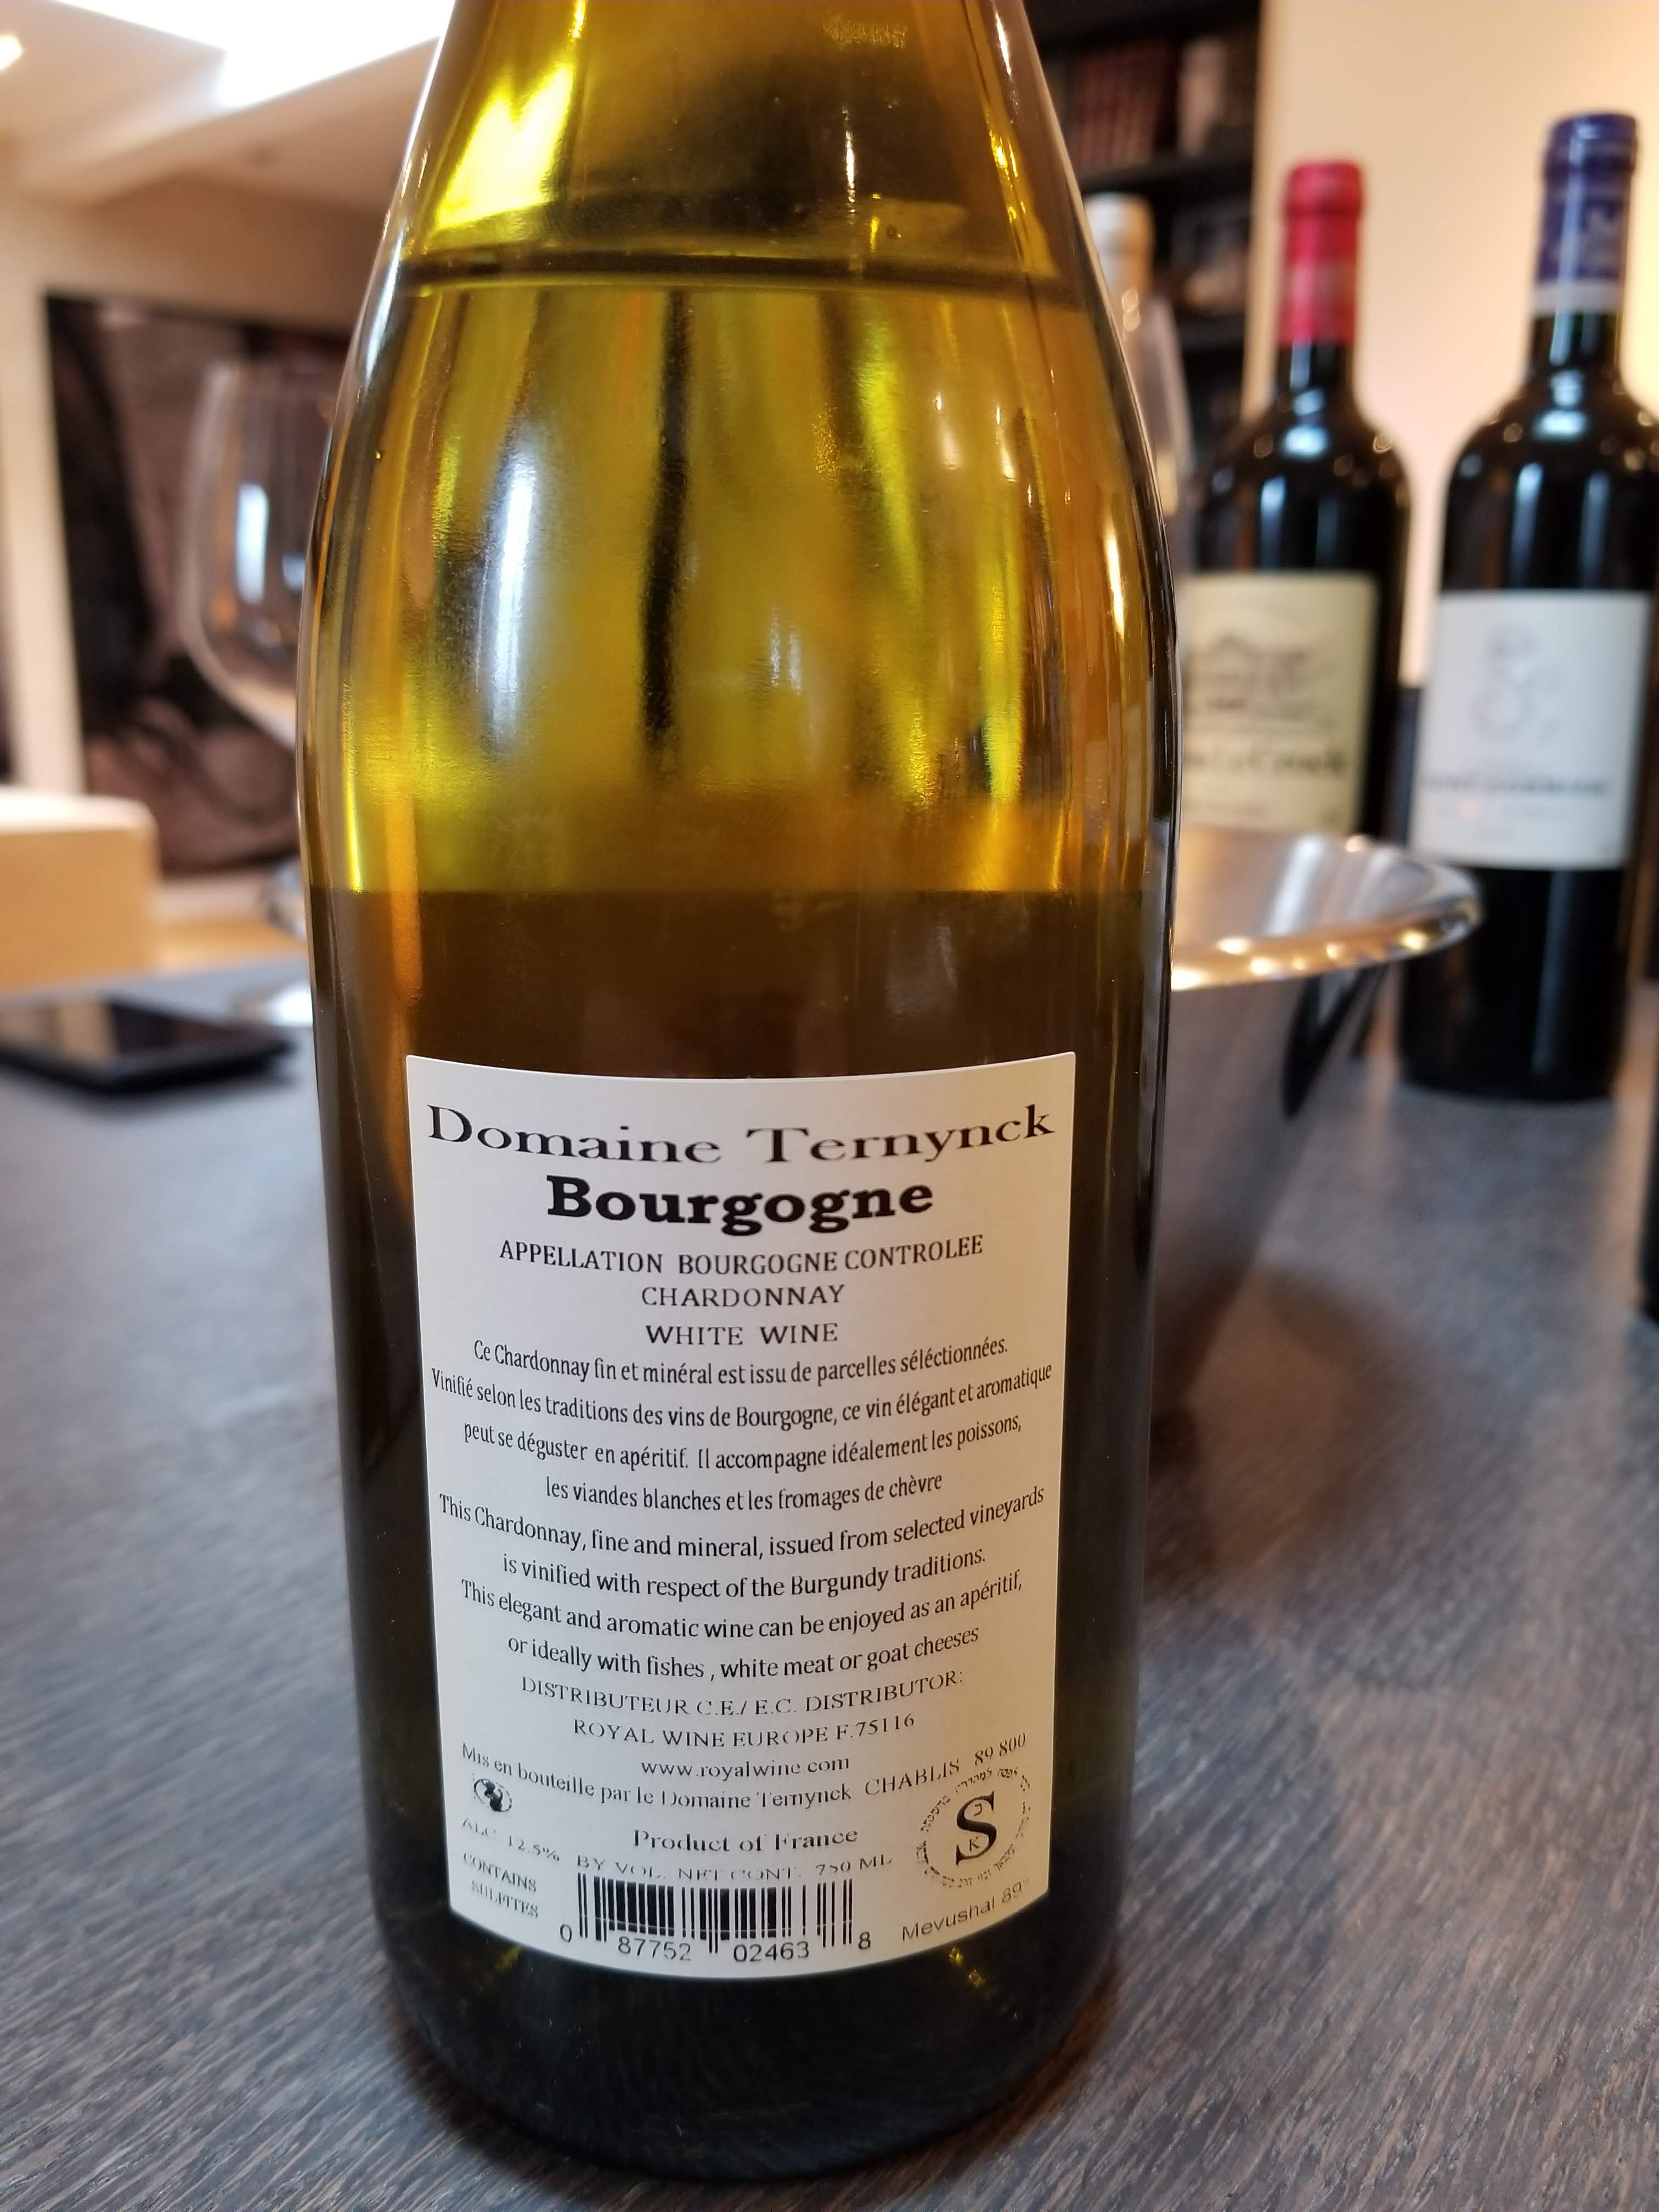 Domaine Ternynck
Bourgogne
APPELLATION BOURGOGNE CONTROLEE
CHARDONNAY
WHITE WINE
Ce Chardonnay fin et minéral est issu de parcelles séléctionnées.
Vinifié selon les traditions des vins de Bourgogne, ce vin élégant et aromatique
peut se déguster en apéritif. Il accompagne idéalement les poissons,
les viandes blanches et les fromages de chèvre
This Chardonnay, fine and mineral, issued from selected vineyards
is vinified with respect of the Burgundy traditions.
This elegant and aromatic wine can be enjoyed as an apéritif,
or ideally with fishes , white meat or goat cheeses
DISTRIBUTEUR C.E./ E.C. DISTRIBUTOR:
ROYAL WINE EUROPE F.75116
www.royalwine.com
Mis en bouteille par le Domaine Ternynck CHABLIS 89 800
Product of France
ALC. 12.5% BY VOL. NET CONT. 750 ML
CONTAINS
SULFITES
S
K
Mevushal 89°
0 87752 02463 8